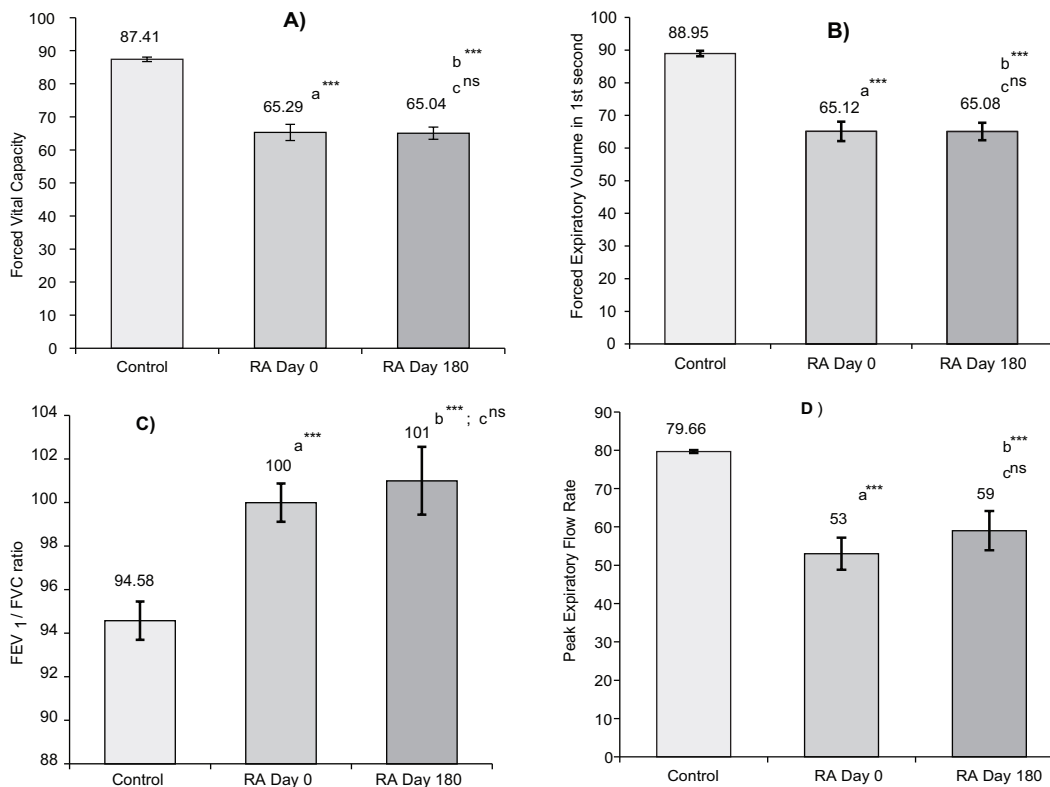 A)
Forced Vital Capacity
100
90
80
70
60
50
40
30
20
10
0
87.41
65.29
a***
65.04
b***
c ns
Control
RA Day 0
RA Day 180
B)
Forced Expiratory Volume in 1st second
100
90
80
70
60
50
40
30
20
10
0
88.95
65.12
a***
65.08
b***
c ns
Control
RA Day 0
RA Day 180
C)
FEV 1 / FVC ratio
104
102
100
98
96
94
92
90
88
94.58
100
a***
101
b*** ; c ns
Control
RA Day 0
RA Day 180
D )
Peak Expiratory Flow Rate
90
80
70
60
50
40
30
20
10
0
79.66
53
a***
59
b***
c ns
Control
RA Day 0
RA Day 180